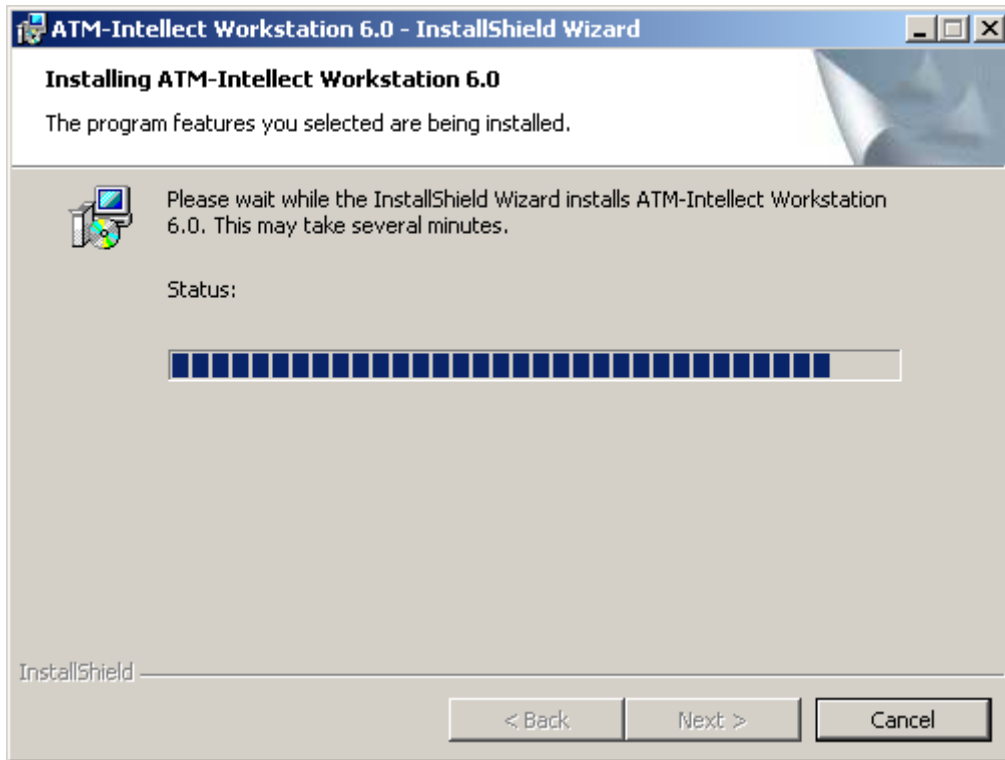 ATM-Intellect Workstation 6.0 - InstallShield Wizard
Installing ATM-Intellect Workstation 6.0
The program features you selected are being installed.
Please wait while the InstallShield Wizard installs ATM-Intellect Workstation
6.0. This may take several minutes.
Status:
InstallShield
< Back
Next >
Cancel